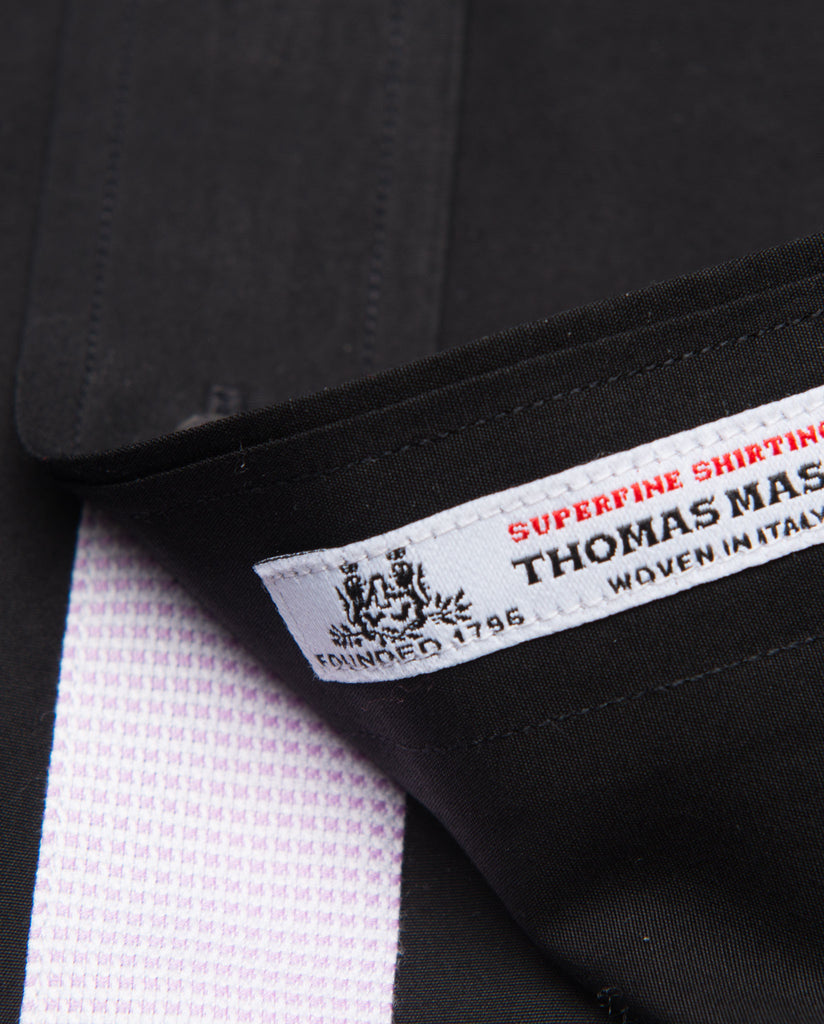 SUPERFINE SHIRTING
THOMAS MAS
WOVEN IN ITALY
FOUNDED 1796